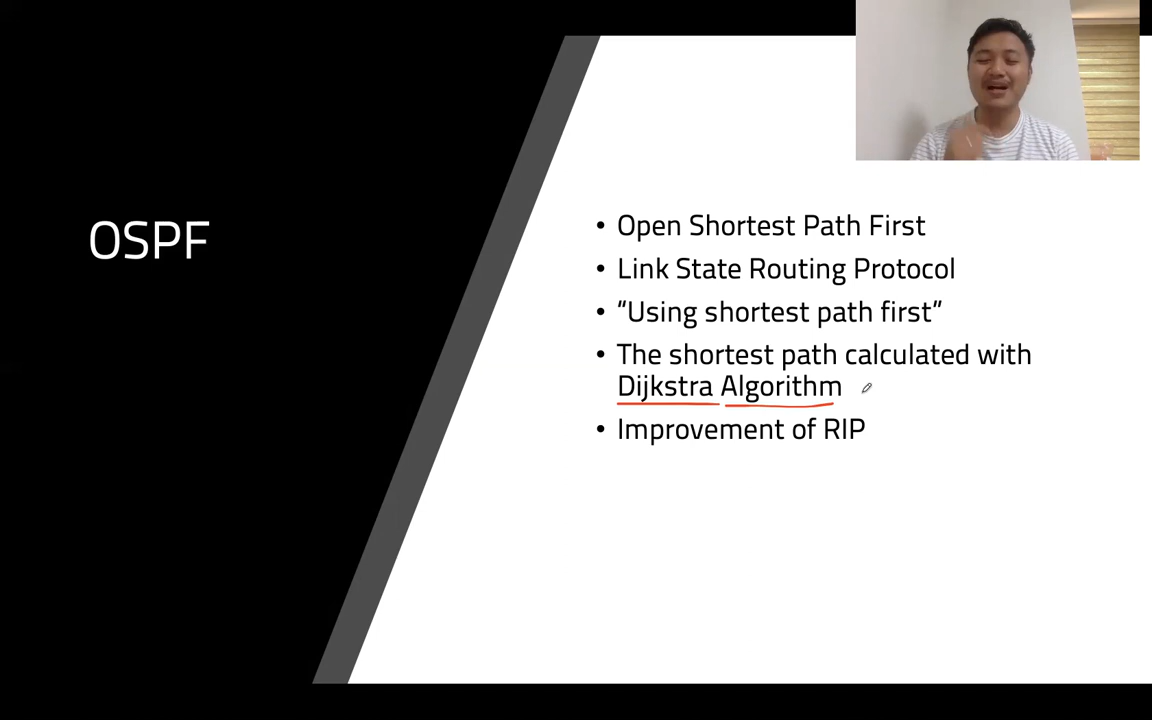 OSPF
• Open Shortest Path First
• Link State Routing Protocol
• “Using shortest path first”
• The shortest path calculated with
Dijkstra Algorithm
• Improvement of RIP